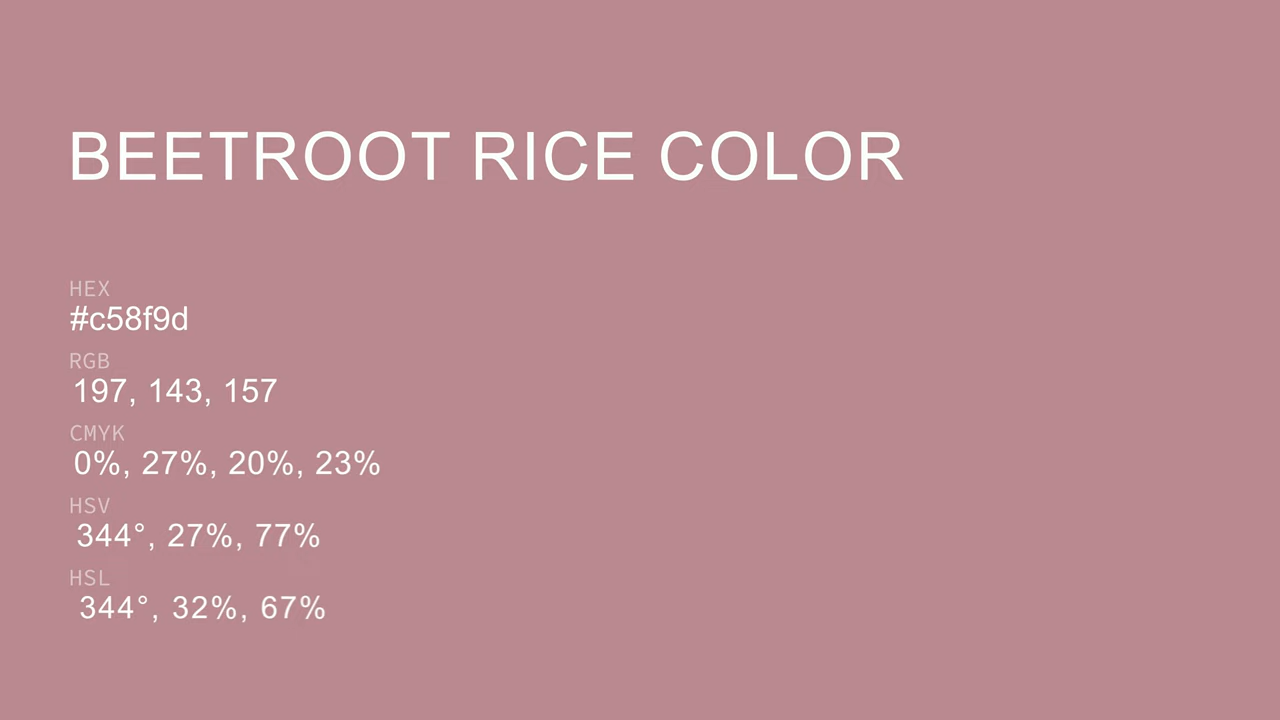 BEETROOT RICE COLOR
HEX
#c58f9d
RGB
197, 143, 157
CMYK
0%, 27%, 20%, 23%
HSV
344°, 27%, 77%
HSL
344°, 32%, 67%